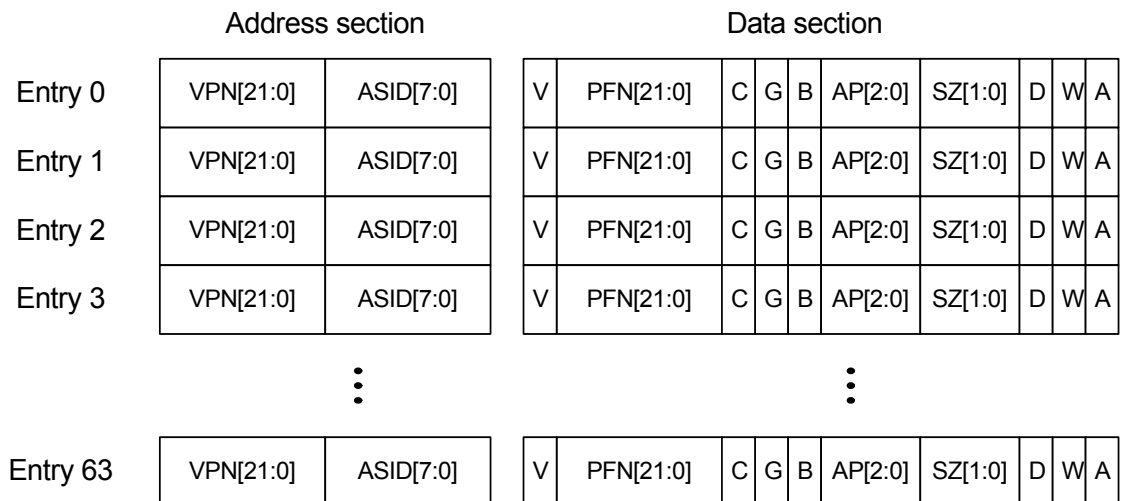 Address section Data section
Entry 0 VPN[21:0] ASID[7:0] V PFN[21:0] C G B AP[2:0] SZ[1:0] D W A
Entry 1 VPN[21:0] ASID[7:0] V PFN[21:0] C G B AP[2:0] SZ[1:0] D W A
Entry 2 VPN[21:0] ASID[7:0] V PFN[21:0] C G B AP[2:0] SZ[1:0] D W A
Entry 3 VPN[21:0] ASID[7:0] V PFN[21:0] C G B AP[2:0] SZ[1:0] D W A
Entry 63 VPN[21:0] ASID[7:0] V PFN[21:0] C G B AP[2:0] SZ[1:0] D W A